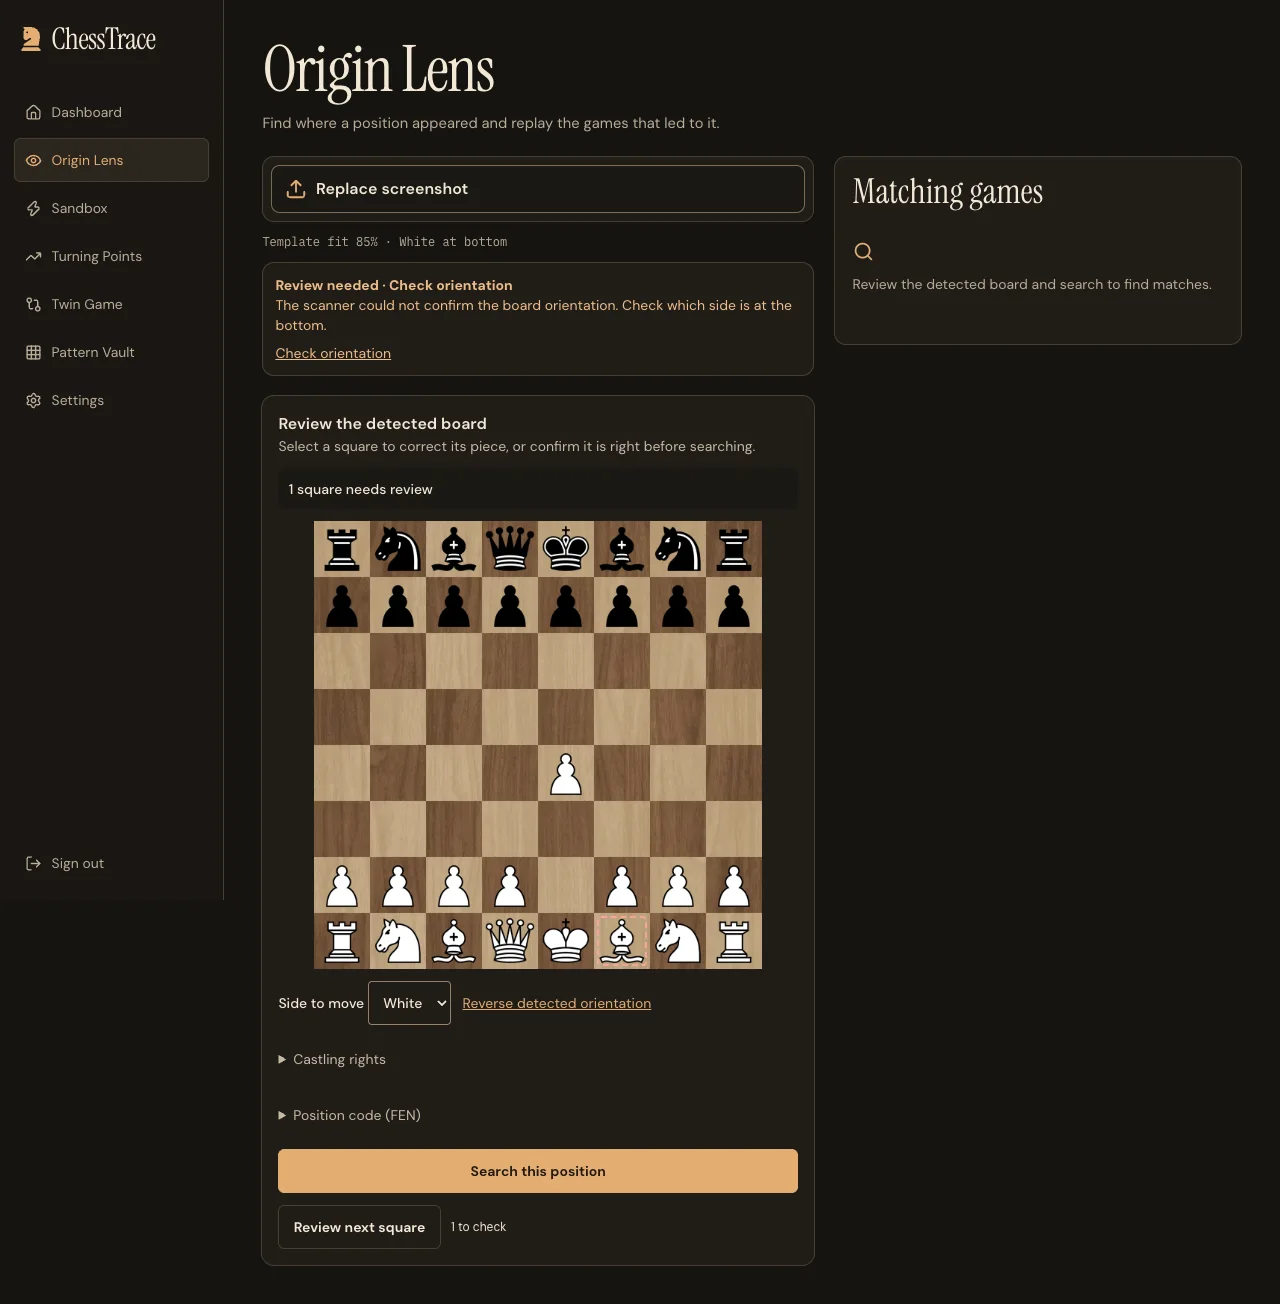 ChessTrace
Dashboard
Origin Lens
Sandbox
Turning Points
Twin Game
Pattern Vault
Settings
Sign out
Origin Lens
Find where a position appeared and replay the games that led to it.
Replace screenshot
Template fit 85% · White at bottom
Review needed · Check orientation
The scanner could not confirm the board orientation. Check which side is at the
bottom.
Check orientation
Review the detected board
Select a square to correct its piece, or confirm it is right before searching.
1 square needs review
Side to move White Reverse detected orientation
Castling rights
Position code (FEN)
Search this position
Review next square 1 to check
Matching games
Review the detected board and search to find matches.